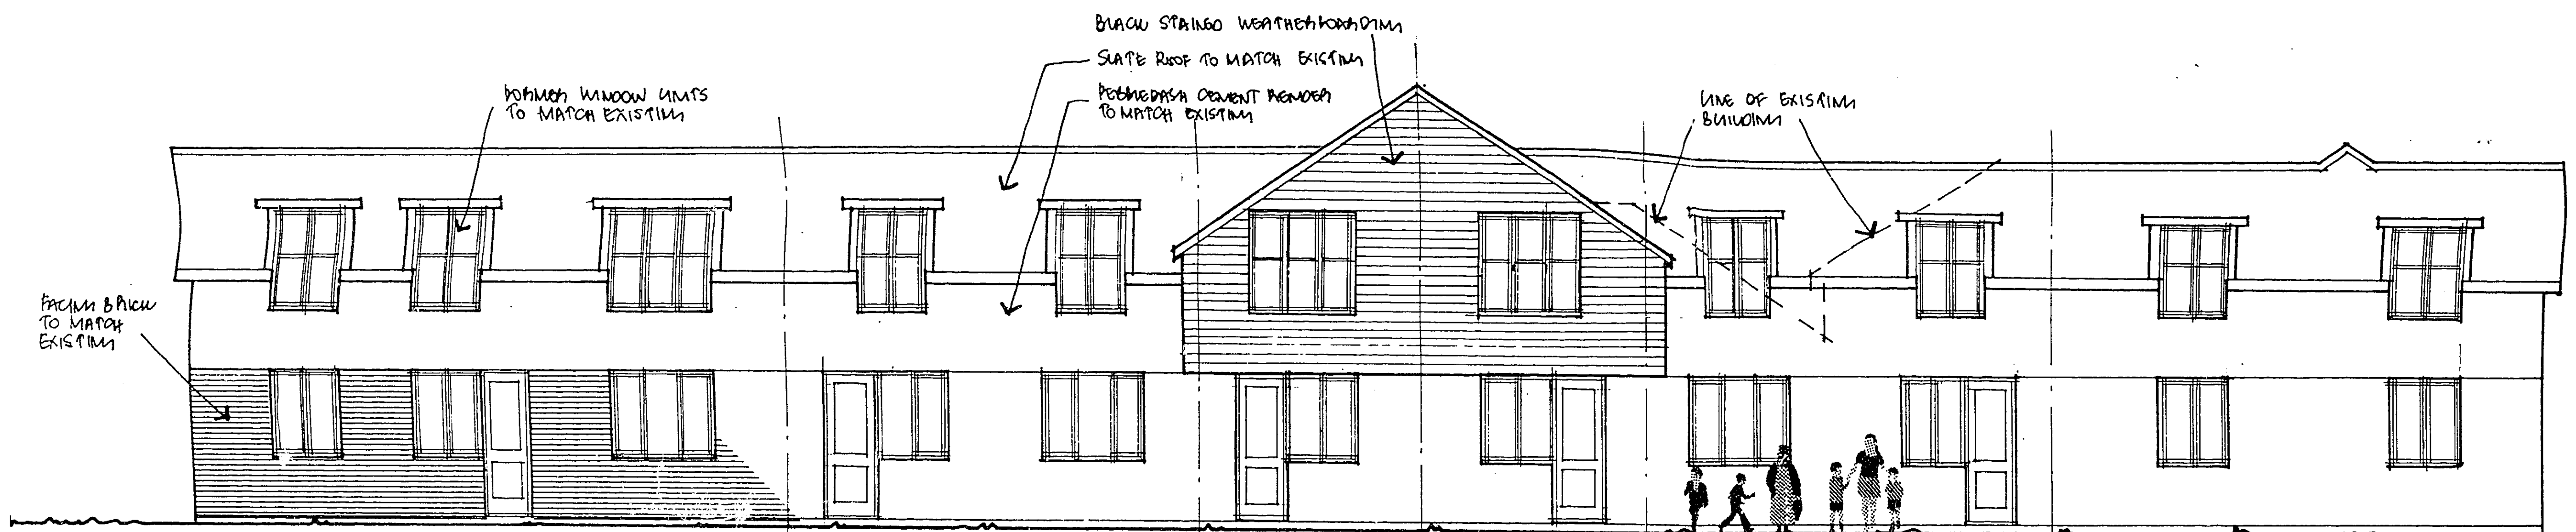 BLACK STAINED WEATHERBOARDING
SLATE ROOF TO MATCH EXISTING
PEBBLEDASH CEMENT RENDER
TO MATCH EXISTING
DORMER WINDOW UNITS
TO MATCH EXISTING
LINE OF EXISTING
BUILDING
FACING BRICK
TO MATCH
EXISTING